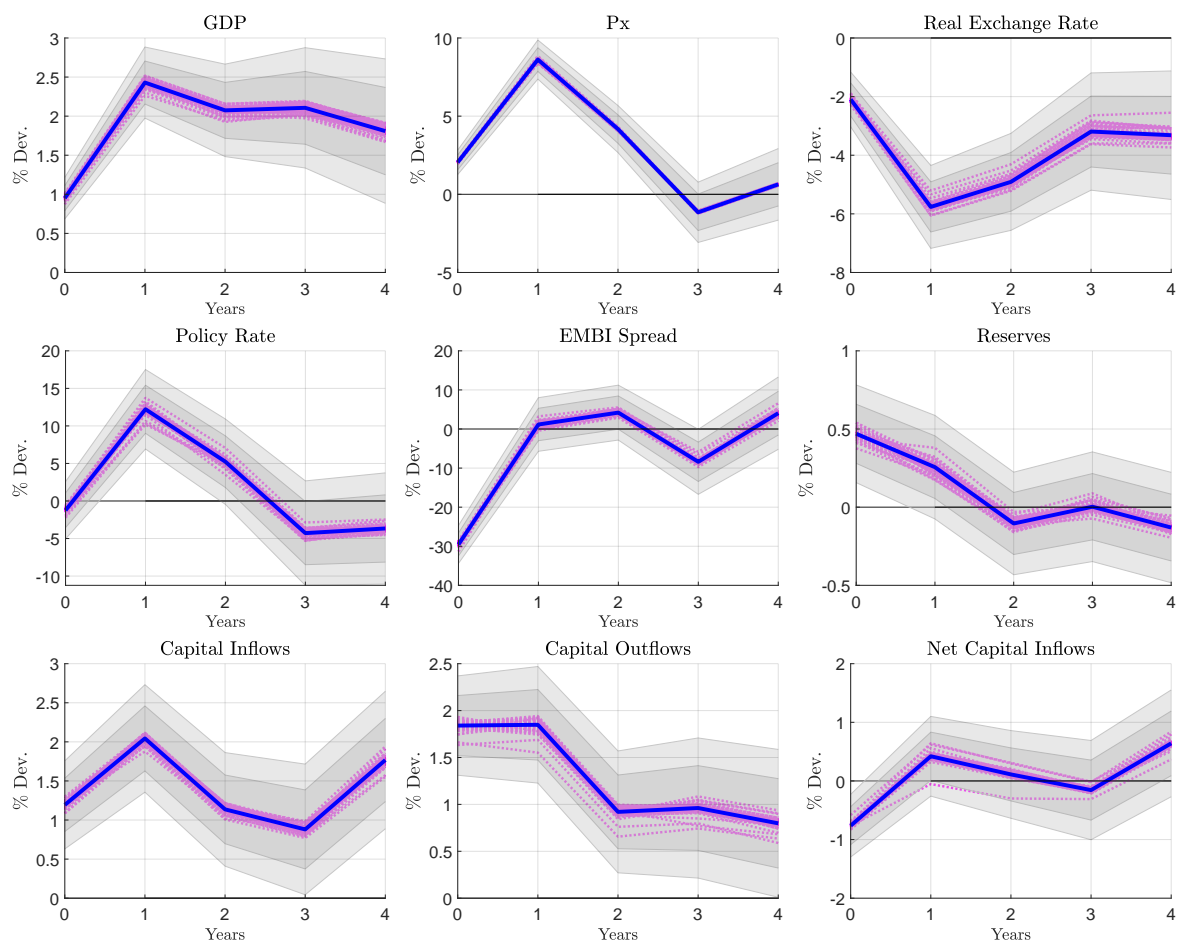 GDP
% Dev.
3
2.5
2
1.5
1
0.5
0
0 1 2 3 4
Years
Px
% Dev.
10
5
0
-5
0 1 2 3 4
Years
Real Exchange Rate
% Dev.
0
-2
-4
-6
-8
0 1 2 3 4
Years
Policy Rate
% Dev.
20
15
10
5
0
-5
-10
0 1 2 3 4
Years
EMBI Spread
% Dev.
20
10
0
-10
-20
-30
-40
0 1 2 3 4
Years
Reserves
% Dev.
1
0.5
0
-0.5
0 1 2 3 4
Years
Capital Inflows
% Dev.
3
2.5
2
1.5
1
0.5
0
0 1 2 3 4
Years
Capital Outflows
% Dev.
2.5
2
1.5
1
0.5
0
0 1 2 3 4
Years
Net Capital Inflows
% Dev.
2
1
0
-1
-2
0 1 2 3 4
Years